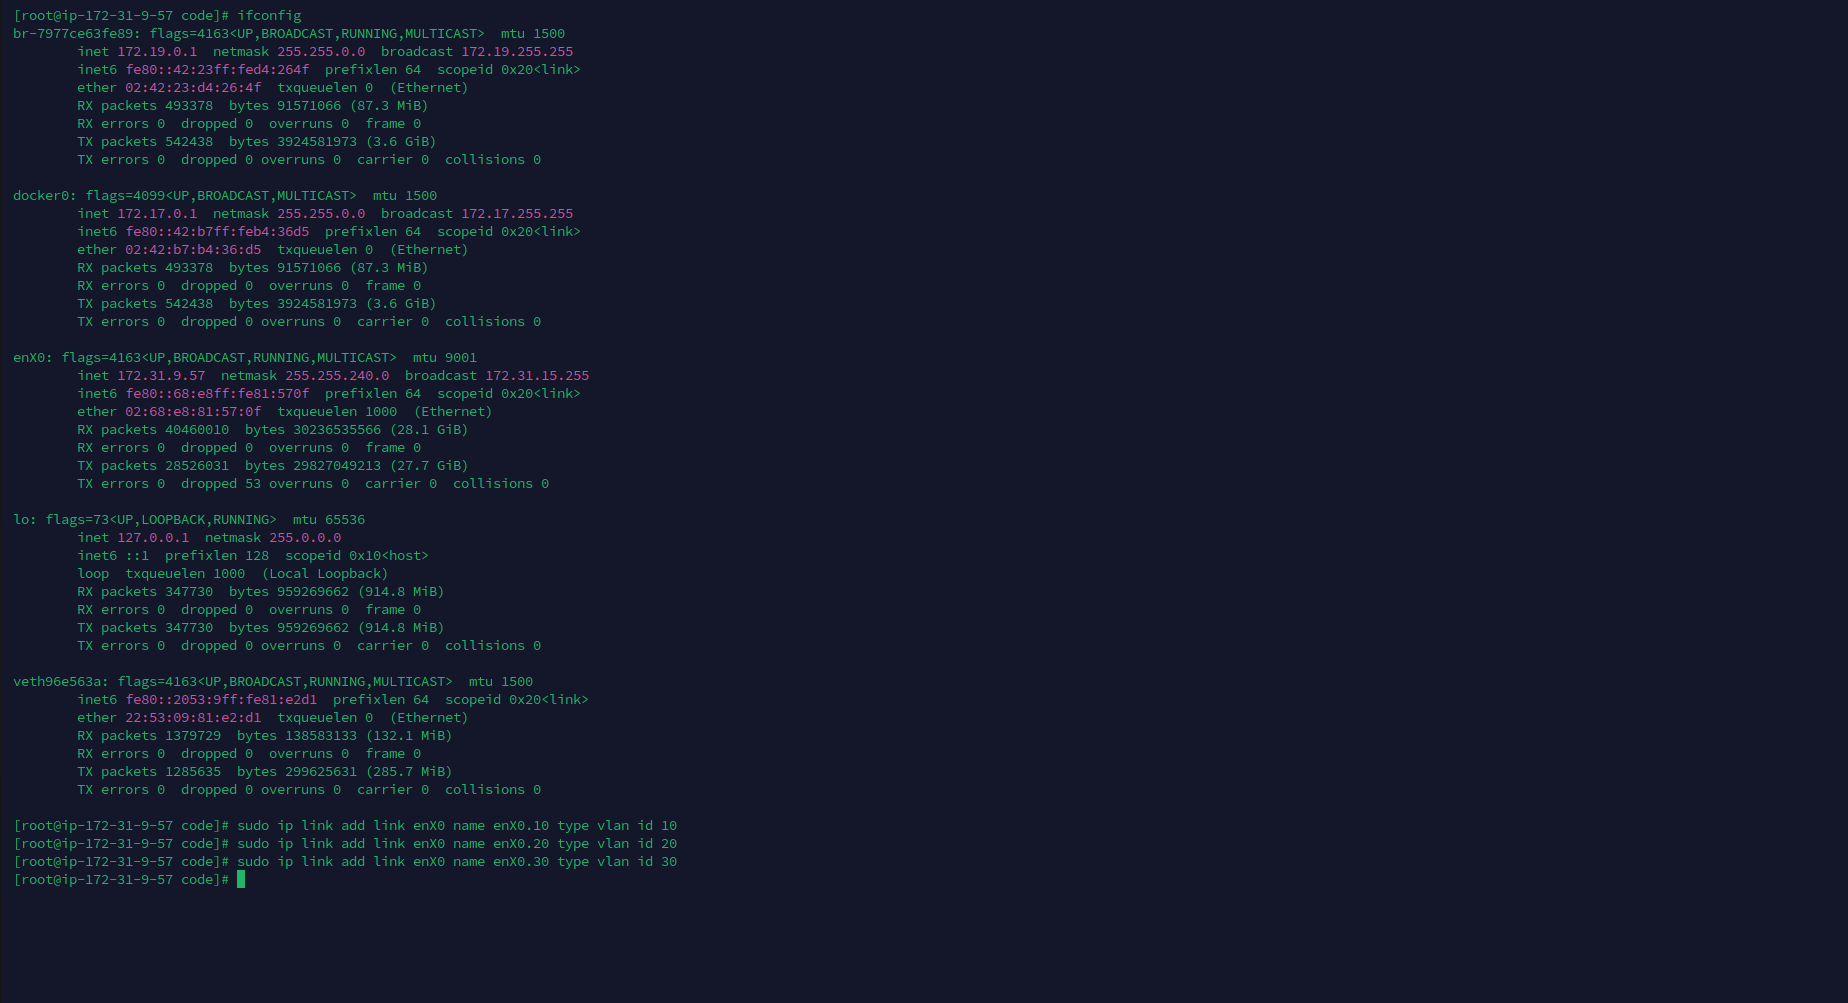 [root@ip-172-31-9-57 code]# ifconfig
br-7977ce63fe89: flags=4163<UP,BROADCAST,RUNNING,MULTICAST>  mtu 1500
        inet 172.19.0.1  netmask 255.255.0.0  broadcast 172.19.255.255
        inet6 fe80::42:23ff:fed4:264f  prefixlen 64  scopeid 0x20<link>
        ether 02:42:23:d4:26:4f  txqueuelen 0  (Ethernet)
        RX packets 493378  bytes 91571066 (87.3 MiB)
        RX errors 0  dropped 0  overruns 0  frame 0
        TX packets 542438  bytes 3924581973 (3.6 GiB)
        TX errors 0  dropped 0 overruns 0  carrier 0  collisions 0

docker0: flags=4099<UP,BROADCAST,MULTICAST>  mtu 1500
        inet 172.17.0.1  netmask 255.255.0.0  broadcast 172.17.255.255
        inet6 fe80::42:b7ff:feb4:36d5  prefixlen 64  scopeid 0x20<link>
        ether 02:42:b7:b4:36:d5  txqueuelen 0  (Ethernet)
        RX packets 493378  bytes 91571066 (87.3 MiB)
        RX errors 0  dropped 0  overruns 0  frame 0
        TX packets 542438  bytes 3924581973 (3.6 GiB)
        TX errors 0  dropped 0 overruns 0  carrier 0  collisions 0

enX0: flags=4163<UP,BROADCAST,RUNNING,MULTICAST>  mtu 9001
        inet 172.31.9.57  netmask 255.255.240.0  broadcast 172.31.15.255
        inet6 fe80::68:e8ff:fe81:570f  prefixlen 64  scopeid 0x20<link>
        ether 02:68:e8:81:57:0f  txqueuelen 1000  (Ethernet)
        RX packets 40460010  bytes 30236535566 (28.1 GiB)
        RX errors 0  dropped 0  overruns 0  frame 0
        TX packets 28526031  bytes 29827049213 (27.7 GiB)
        TX errors 0  dropped 53 overruns 0  carrier 0  collisions 0

lo: flags=73<UP,LOOPBACK,RUNNING>  mtu 65536
        inet 127.0.0.1  netmask 255.0.0.0
        inet6 ::1  prefixlen 128  scopeid 0x10<host>
        loop  txqueuelen 1000  (Local Loopback)
        RX packets 347730  bytes 959269662 (914.8 MiB)
        RX errors 0  dropped 0  overruns 0  frame 0
        TX packets 347730  bytes 959269662 (914.8 MiB)
        TX errors 0  dropped 0 overruns 0  carrier 0  collisions 0

veth96e563a: flags=4163<UP,BROADCAST,RUNNING,MULTICAST>  mtu 1500
        inet6 fe80::2053:9ff:fe81:e2d1  prefixlen 64  scopeid 0x20<link>
        ether 22:53:09:81:e2:d1  txqueuelen 0  (Ethernet)
        RX packets 1379729  bytes 138583133 (132.1 MiB)
        RX errors 0  dropped 0  overruns 0  frame 0
        TX packets 1285635  bytes 299625631 (285.7 MiB)
        TX errors 0  dropped 0 overruns 0  carrier 0  collisions 0

[root@ip-172-31-9-57 code]# sudo ip link add link enX0 name enX0.10 type vlan id 10
[root@ip-172-31-9-57 code]# sudo ip link add link enX0 name enX0.20 type vlan id 20
[root@ip-172-31-9-57 code]# sudo ip link add link enX0 name enX0.30 type vlan id 30
[root@ip-172-31-9-57 code]#